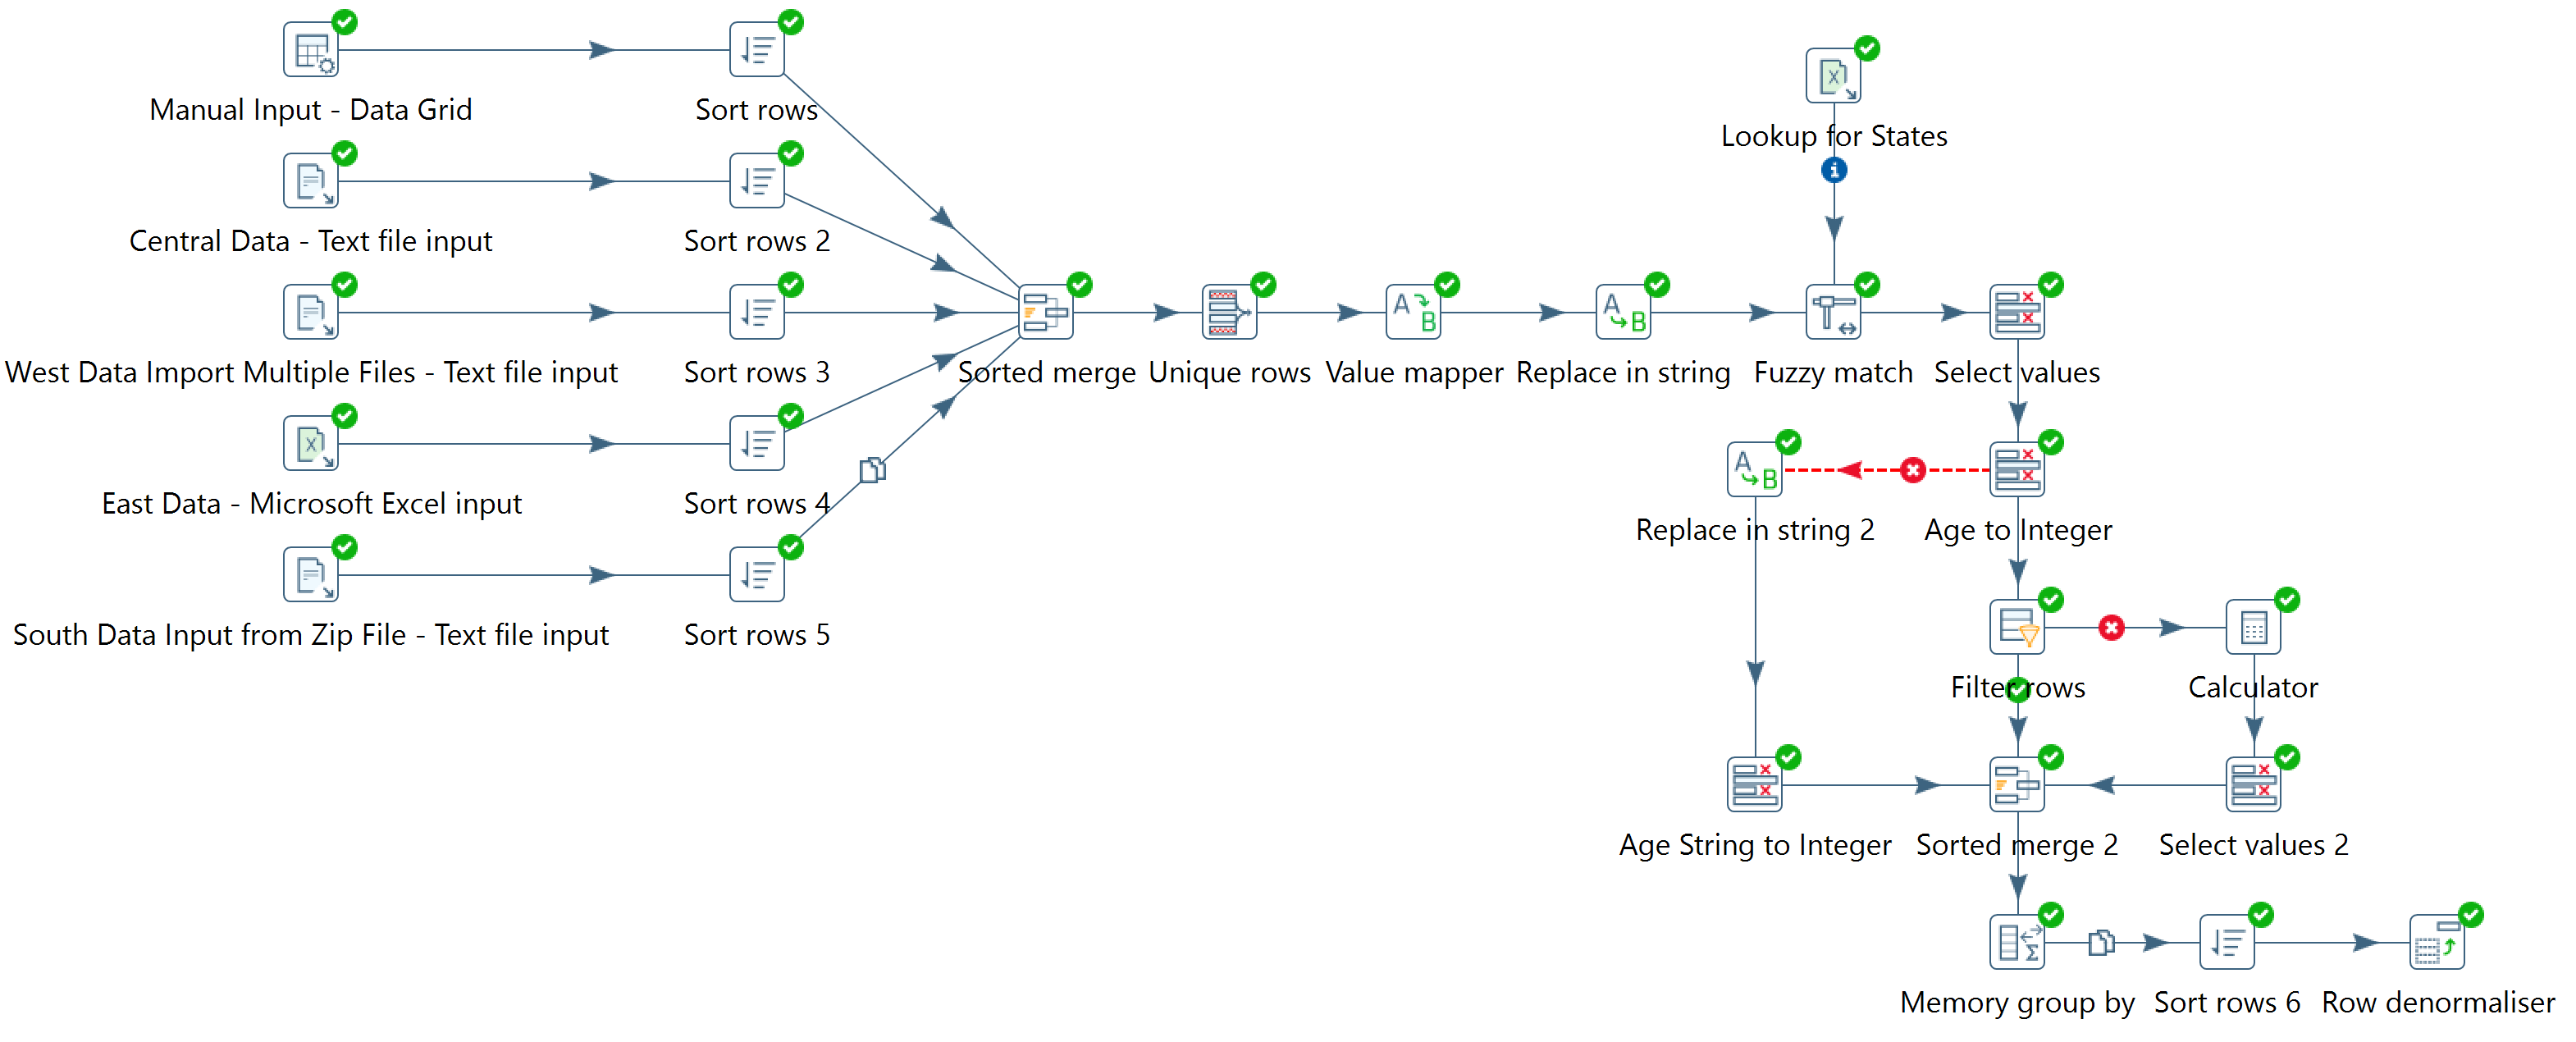 Manual Input - Data Grid
Sort rows
Lookup for States
Central Data - Text file input
Sort rows 2
West Data Import Multiple Files - Text file input
Sort rows 3
Sorted merge
Unique rows
Value mapper
Replace in string
Fuzzy match
Select values
East Data - Microsoft Excel input
Sort rows 4
Replace in string 2
Age to Integer
South Data Input from Zip File - Text file input
Sort rows 5
Filter rows
Calculator
Age String to Integer
Sorted merge 2
Select values 2
Memory group by
Sort rows 6
Row denormaliser